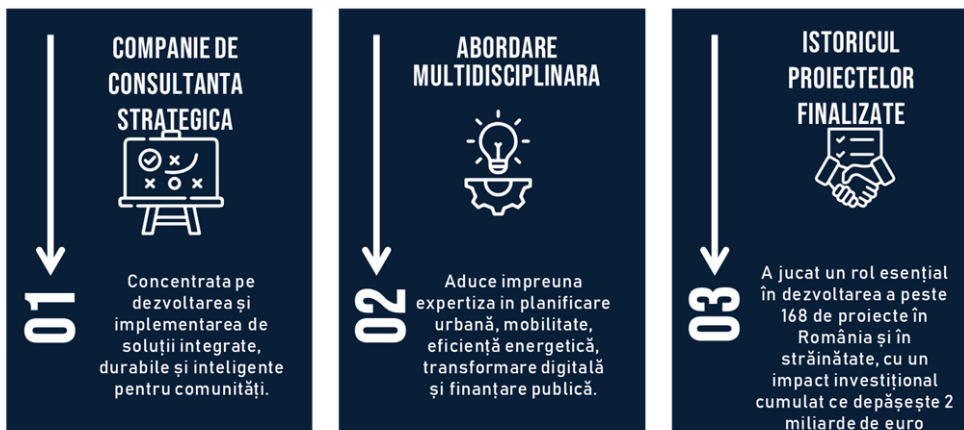 COMPANIE DE
CONSULTANTA
STRATEGICA
01
Concentrata pe
dezvoltarea și
implementarea de
soluții integrate,
durabile și inteligente
pentru comunități.
ABORDARE
MULTIDISCIPLINARA
02
Aduce impreuna
expertiza in planificare
urbană, mobilitate,
eficiență energetică,
transformare digitală
și finanțare publică.
ISTORICUL
PROIECTELOR
FINALIZATE
03
A jucat un rol esențial
în dezvoltarea a peste
168 de proiecte în
România și în
străinătate, cu un
impact investițional
cumulat ce depășește 2
miliarde de euro